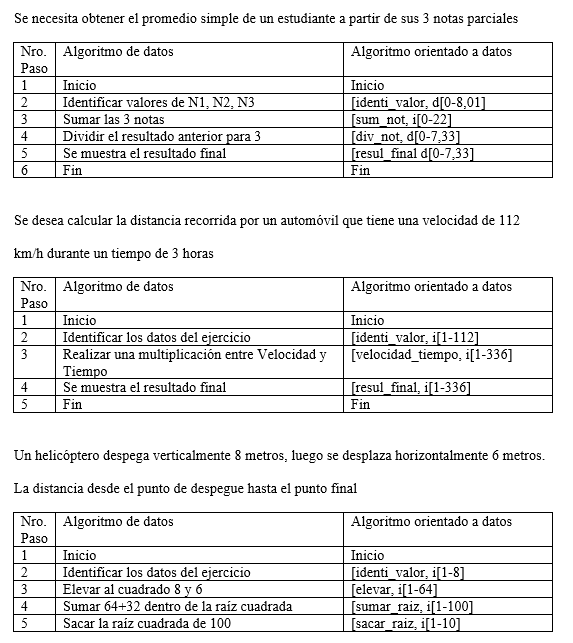 Se necesita obtener el promedio simple de un estudiante a partir de sus 3 notas parciales
Nro. Paso Algoritmo de datos Algoritmo orientado a datos
1 Inicio Inicio
2 Identificar valores de N1, N2, N3 [identi_valor, d[0-8,01]
3 Sumar las 3 notas [sum_not, i[0-22]
4 Dividir el resultado anterior para 3 [div_not, d[0-7,33]
5 Se muestra el resultado final [resul_final d[0-7,33]
6 Fin Fin
Se desea calcular la distancia recorrida por un automóvil que tiene una velocidad de 112
km/h durante un tiempo de 3 horas
Nro. Paso Algoritmo de datos Algoritmo orientado a datos
1 Inicio Inicio
2 Identificar los datos del ejercicio [identi_valor, i[1-112]
3 Realizar una multiplicación entre Velocidad y Tiempo [velocidad_tiempo, i[1-336]
4 Se muestra el resultado final [resul_final, i[1-336]
5 Fin Fin
Un helicóptero despega verticalmente 8 metros, luego se desplaza horizontalmente 6 metros.
La distancia desde el punto de despegue hasta el punto final
Nro. Paso Algoritmo de datos Algoritmo orientado a datos
1 Inicio Inicio
2 Identificar los datos del ejercicio [identi_valor, i[1-8]
3 Elevar al cuadrado 8 y 6 [elevar, i[1-64]
4 Sumar 64+32 dentro de la raíz cuadrada [sumar_raiz, i[1-100]
5 Sacar la raíz cuadrada de 100 [sacar_raiz, i[1-10]